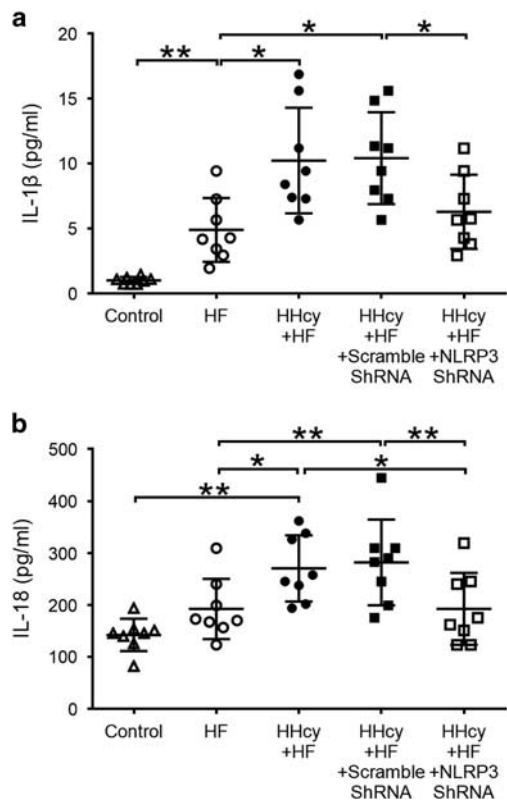 a
*
**
*
*
20
15
10
5
0
IL-1β (pg/ml)
Control
HF
HHcy
+HF
HHcy
+HF
+Scramble
ShRNA
HHcy
+HF
+NLRP3
ShRNA
b
**
**
*
*
**
500
400
300
200
100
0
IL-18 (pg/ml)
Control
HF
HHcy
+HF
HHcy
+HF
+Scramble
ShRNA
HHcy
+HF
+NLRP3
ShRNA